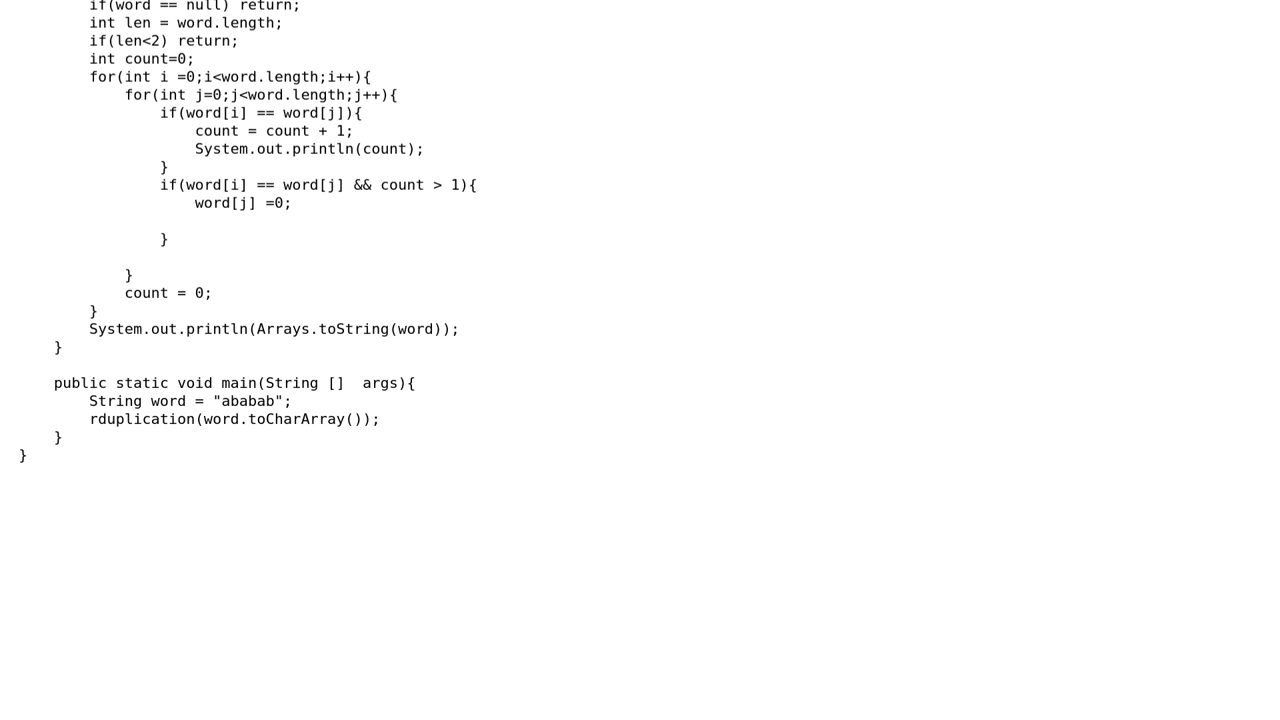 if(word == null) return;
        int len = word.length;
        if(len<2) return;
        int count=0;
        for(int i =0;i<word.length;i++){
            for(int j=0;j<word.length;j++){
                if(word[i] == word[j]){
                    count = count + 1;
                    System.out.println(count);
                }
                if(word[i] == word[j] && count > 1){
                    word[j] =0;

                }

            }
            count = 0;
        }
        System.out.println(Arrays.toString(word));
    }

    public static void main(String []  args){
        String word = "ababab";
        rduplication(word.toCharArray());
    }
}